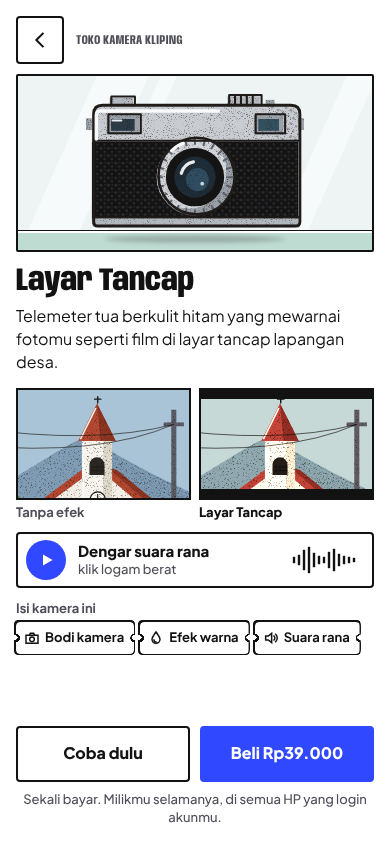 TOKO KAMERA KLIPING
Layar Tancap
Telemeter tua berkulit hitam yang mewarnai
fotomu seperti film di layar tancap lapangan
desa.
Tanpa efek
Layar Tancap
Dengar suara rana
klik logam berat
Isi kamera ini
Bodi kamera
Efek warna
Suara rana
Coba dulu
Beli Rp39.000
Sekali bayar. Milikmu selamanya, di semua HP yang login
akunmu.